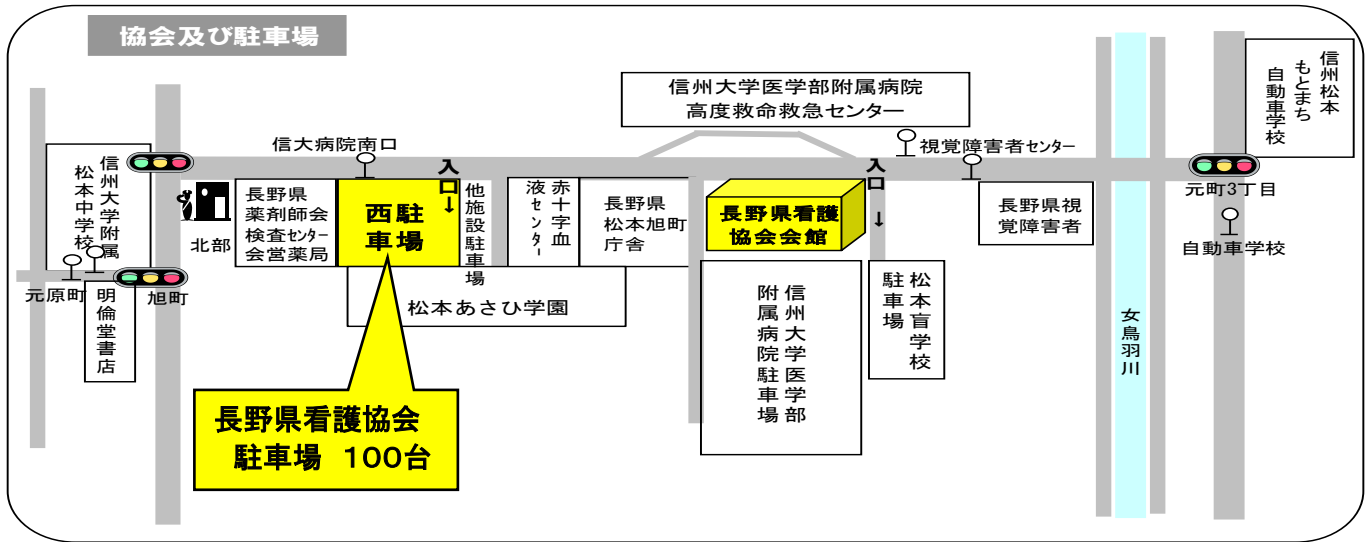 協会及び駐車場
信州大学医学部附属病院
高度救命救急センター
信州松本
もとまち
自動車学校
信大病院南口
視覚障害者センター
元町3丁目
自動車学校
信州大学附属
松本中学校
北部
長野県
薬剤師会
検査センター
会営薬局
西駐
車場
入口↓
他施設駐車場
赤十字血
液センター
長野県
松本旭町
庁舎
長野県看護
協会会館
入口
↓
長野県視
覚障害者
元原町
旭町
明倫堂書店
松本あさひ学園
信州大学医学部
附属病院駐車場
松本盲学校
駐車場
女鳥羽川
長野県看護協会
駐車場 100台